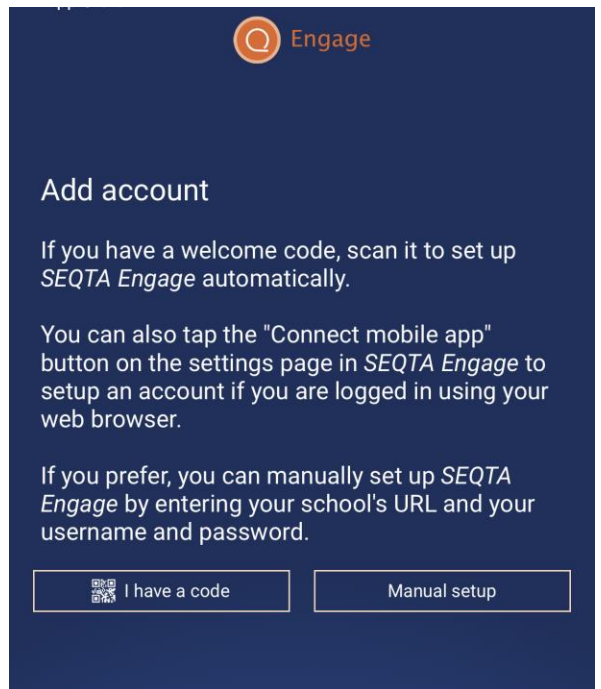 Engage
Add account
If you have a welcome code, scan it to set up
SEQTA Engage automatically.
You can also tap the "Connect mobile app"
button on the settings page in SEQTA Engage to
setup an account if you are logged in using your
web browser.
If you prefer, you can manually set up SEQTA
Engage by entering your school's URL and your
username and password.
I have a code
Manual setup